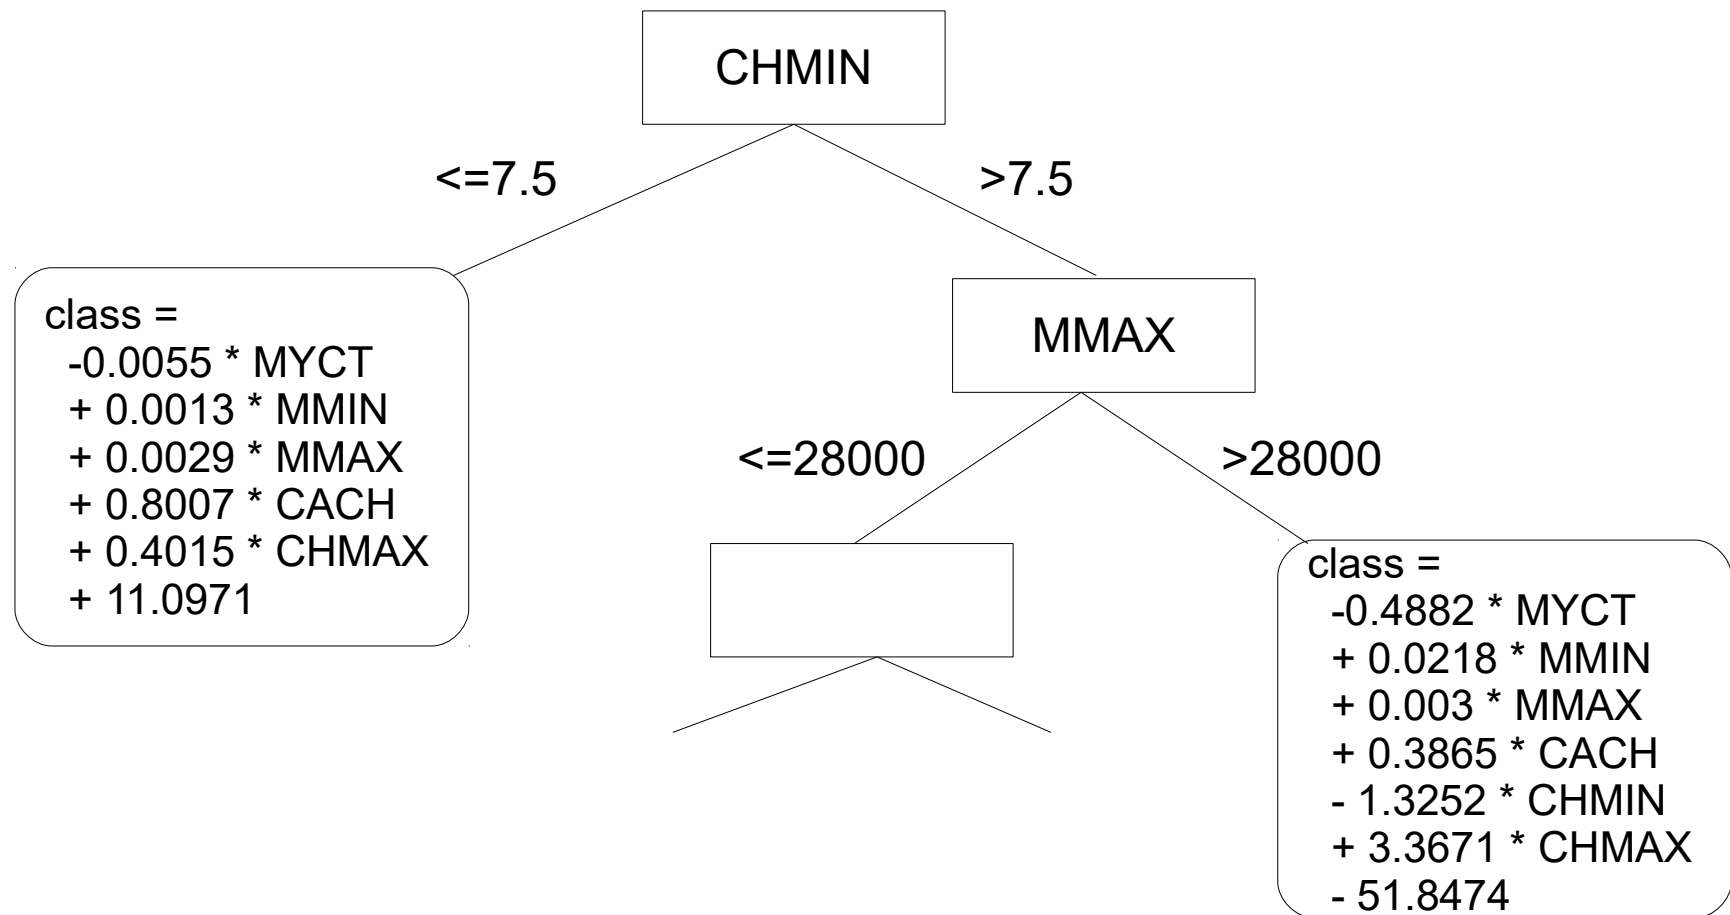 CHMIN
<=7.5
>7.5
class =
-0.0055 * MYCT
+ 0.0013 * MMIN
+ 0.0029 * MMAX
+ 0.8007 * CACH
+ 0.4015 * CHMAX
+ 11.0971
MMAX
<=28000
>28000
class =
-0.4882 * MYCT
+ 0.0218 * MMIN
+ 0.003 * MMAX
+ 0.3865 * CACH
- 1.3252 * CHMIN
+ 3.3671 * CHMAX
- 51.8474